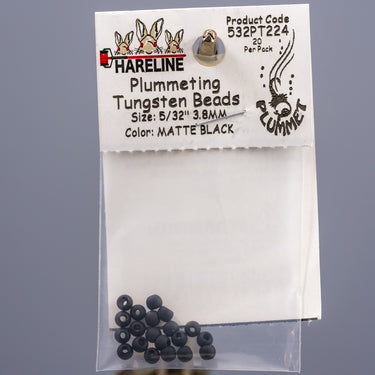 HARELINE
Product Code
532PT224
20
Per Pack
Plummeting
Tungsten Beads
Size: 5/32" 3.8MM
Color: MATTE BLACK
PLUMMET